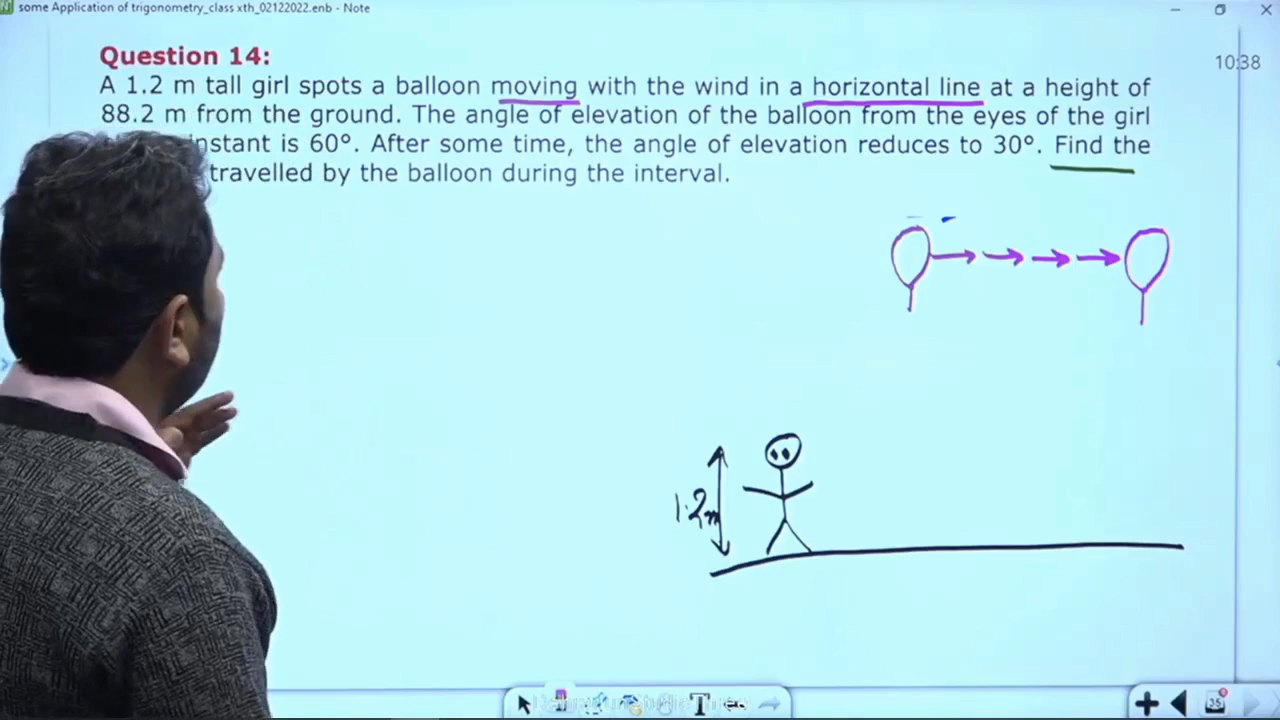 some Application of trigonometry_class xth_02122022.enb - Note
Question 14:
10:38
A 1.2 m tall girl spots a balloon moving with the wind in a horizontal line at a height of
88.2 m from the ground. The angle of elevation of the balloon from the eyes of the girl
instant is 60°. After some time, the angle of elevation reduces to 30°. Find the
travelled by the balloon during the interval.
1.2m
T
35